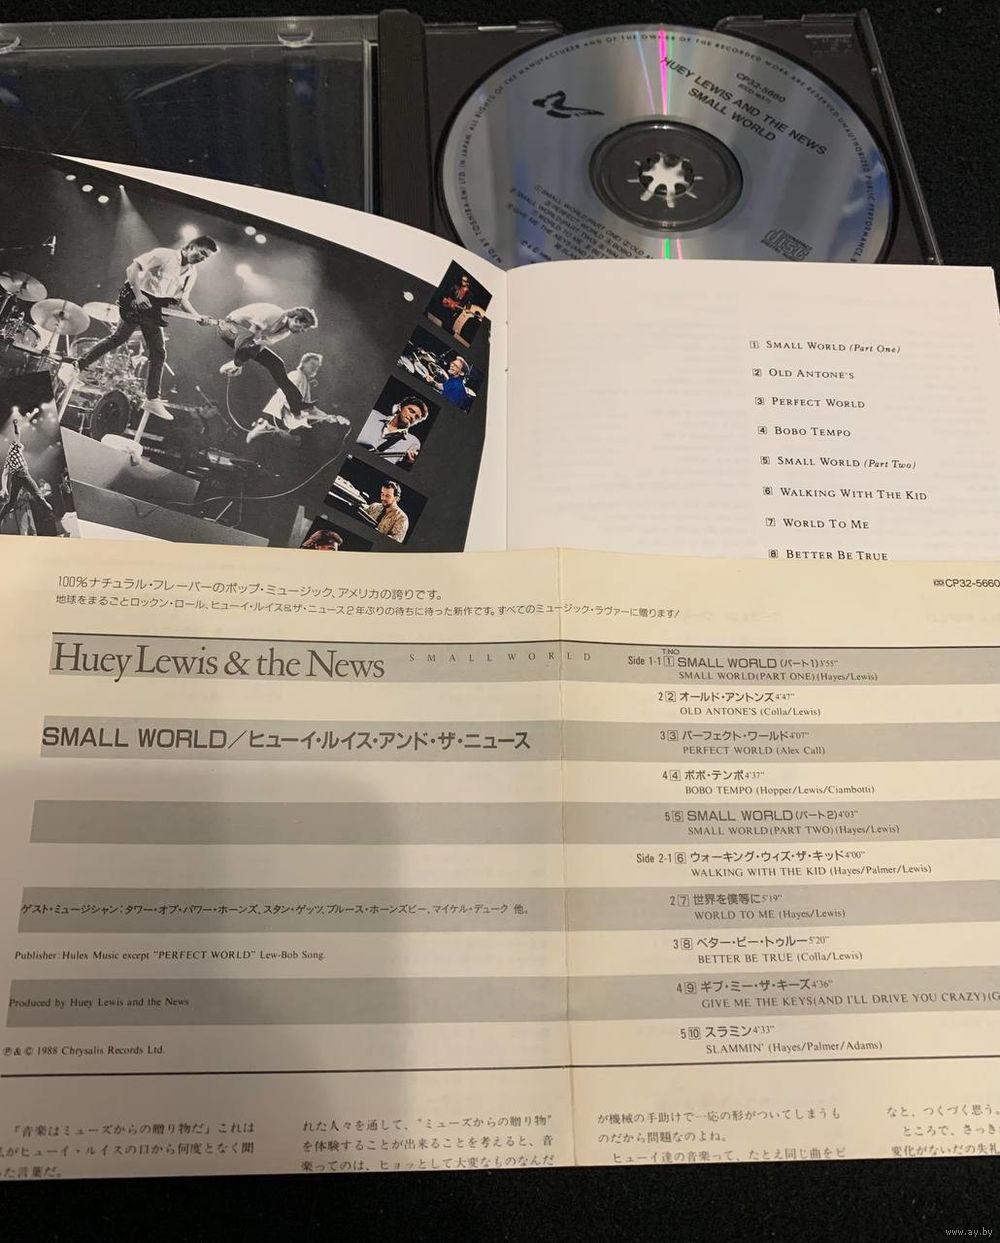 HUEY LEWIS AND THE NEWS
SMALL WORLD
CP32-5660
1 SMALL WORLD (Part One)
2 OLD ANTONE'S
3 PERFECT WORLD
4 BOBO TEMPO
5 SMALL WORLD (Part Two)
6 WALKING WITH THE KID
7 WORLD TO ME
8 BETTER BE TRUE
100%ナチュラル・フレーバーのポップ・ミュージック、アメリカの誇りです。
地球をまるごとロックン・ロール、ヒューイ・ルイス&ザ・ニュース2年ぶりの待ちに待った新作です。すべてのミュージック・ラヴァーに贈ります!
CP32-5660
Huey Lewis & the News SMALL WORLD
SMALL WORLD/ヒューイ・ルイス・アンド・ザ・ニュース
ゲスト・ミュージシャン:タワー・オブ・パワー・ホーンズ、スタン・ゲッツ、ブルース・ホーンズビー、マイケル・デューク 他。
Publisher: Hulex Music except "PERFECT WORLD" Lew-Bob Song.
Produced by Huey Lewis and the News
℗&© 1988 Chrysalis Records Ltd.
T.NO
Side 1-1 1 SMALL WORLD (パート1) 3'55"
SMALL WORLD(PART ONE)(Hayes/Lewis)
2 2 オールド・アントンズ 4'47"
OLD ANTONE'S (Colla/Lewis)
3 3 パーフェクト・ワールド 4'07"
PERFECT WORLD (Alex Call)
4 4 ボボ・テンポ 4'37"
BOBO TEMPO (Hopper/Lewis/Ciambotti)
5 5 SMALL WORLD (パート2) 4'03"
SMALL WORLD(PART TWO)(Hayes/Lewis)
Side 2-1 6 ウォーキング・ウィズ・ザ・キッド 4'00"
WALKING WITH THE KID (Hayes/Palmer/Lewis)
2 7 世界を僕等に 5'19"
WORLD TO ME (Hayes/Lewis)
3 8 ベター・ビー・トゥルー 5'20"
BETTER BE TRUE (Colla/Lewis)
4 9 ギブ・ミー・ザ・キーズ 4'36"
GIVE ME THE KEYS(AND I'LL DRIVE YOU CRAZY)(G
5 10 スラミン 4'33"
SLAMMIN' (Hayes/Palmer/Adams)
「音楽はミューズからの贈り物だ」これは
がヒューイ・ルイスの口から何度となく聞
た言葉だ。
れた人々を通して、"ミューズからの贈り物"
を体験することが出来ることを考えると、音
楽ってのは、ヒョッとして大変なものなんだ
が機械の手助けで一応の形がついてしまうも
のだから問題なのよね。
ヒューイ達の音楽って、たとえ同じ曲をビ
なと、つくづく思う。
ところで、さっき
変化がないだの失礼
www.ay.by